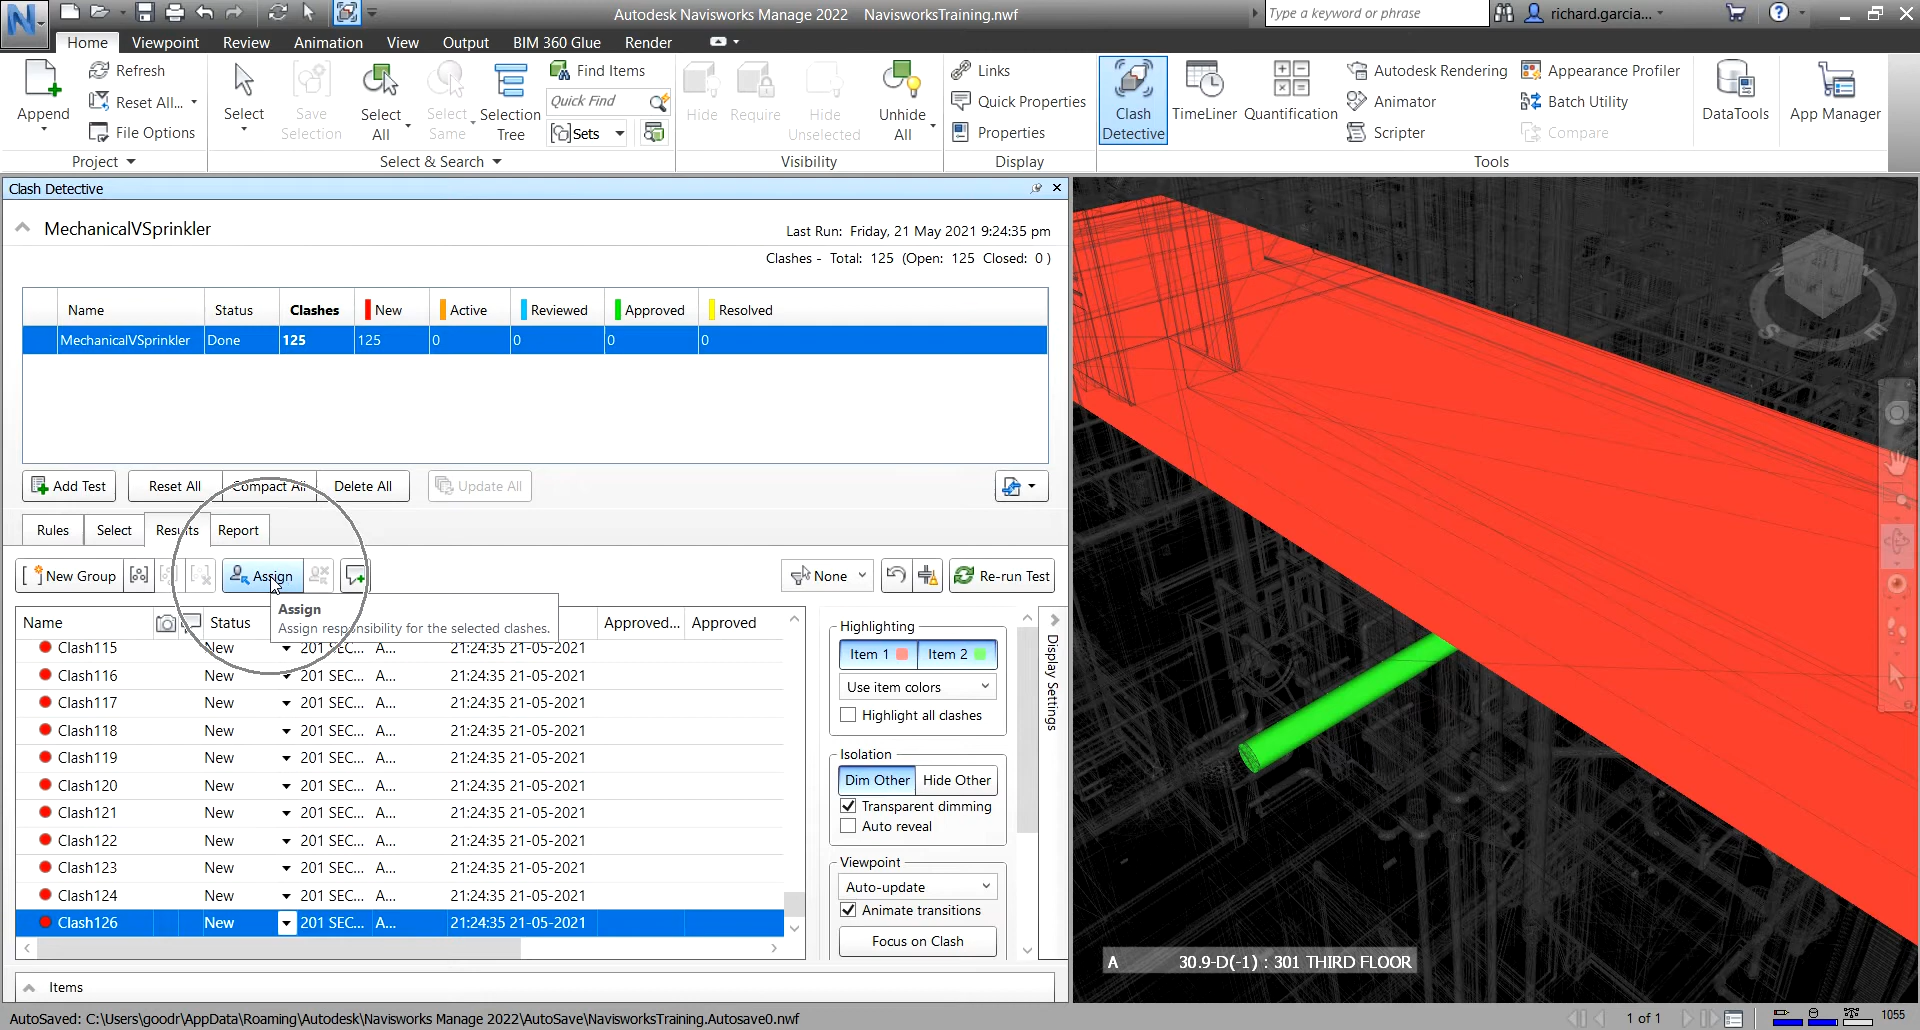 Autodesk Navisworks Manage 2022 NavisworksTraining.nwf
Type a keyword or phrase
richard.garcia...
Home Viewpoint Review Animation View Output BIM 360 Glue Render
Append
Refresh
Reset All...
File Options
Project
Select
Save Selection
Select All
Select Same
Selection Tree
Find Items
Quick Find
Sets
Select & Search
Hide
Require
Hide Unselected
Unhide All
Visibility
Links
Quick Properties
Properties
Display
Clash Detective
TimeLiner
Quantification
Autodesk Rendering
Animator
Scripter
Appearance Profiler
Batch Utility
Compare
DataTools
App Manager
Tools
Clash Detective
MechanicalVSprinkler
Last Run: Friday, 21 May 2021 9:24:35 pm
Clashes - Total: 125 (Open: 125 Closed: 0 )
Name Status Clashes New Active Reviewed Approved Resolved
MechanicalVSprinkler Done 125 125 0 0 0 0
Add Test Reset All Compact All Delete All Update All
Rules Select Results Report
New Group Assign None Re-run Test
Assign
Assign responsibility for the selected clashes.
Name Status Approved... Approved
Clash115 New 201 SEC... A... 21:24:35 21-05-2021
Clash116 New 201 SEC... A... 21:24:35 21-05-2021
Clash117 New 201 SEC... A... 21:24:35 21-05-2021
Clash118 New 201 SEC... A... 21:24:35 21-05-2021
Clash119 New 201 SEC... A... 21:24:35 21-05-2021
Clash120 New 201 SEC... A... 21:24:35 21-05-2021
Clash121 New 201 SEC... A... 21:24:35 21-05-2021
Clash122 New 201 SEC... A... 21:24:35 21-05-2021
Clash123 New 201 SEC... A... 21:24:35 21-05-2021
Clash124 New 201 SEC... A... 21:24:35 21-05-2021
Clash126 New 201 SEC... A... 21:24:35 21-05-2021
Highlighting
Item 1 Item 2
Use item colors
Highlight all clashes
Isolation
Dim Other Hide Other
Transparent dimming
Auto reveal
Viewpoint
Auto-update
Animate transitions
Focus on Clash
Display Settings
Items
A 30.9-D(-1) : 301 THIRD FLOOR
AutoSaved: C:\Users\goodr\AppData\Roaming\Autodesk\Navisworks Manage 2022\AutoSave\NavisworksTraining.Autosave0.nwf
1 of 1
1055